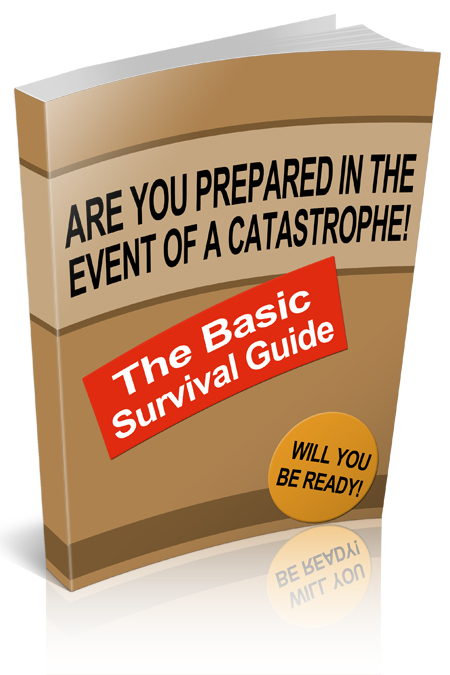 ARE YOU PREPARED IN THE
EVENT OF A CATASTROPHE!
The Basic
Survival Guide
WILL YOU
BE READY!